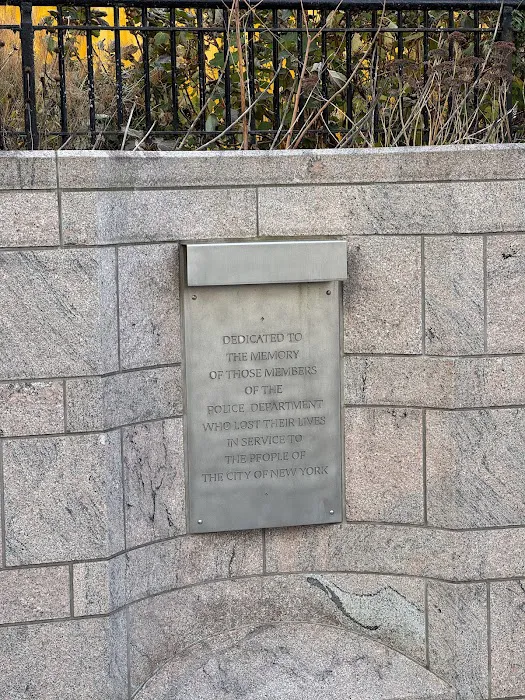 DEDICATED TO
THE MEMORY
OF THOSE MEMBERS
OF THE
POLICE DEPARTMENT
WHO LOST THEIR LIVES
IN SERVICE TO
THE PEOPLE OF
THE CITY OF NEW YORK